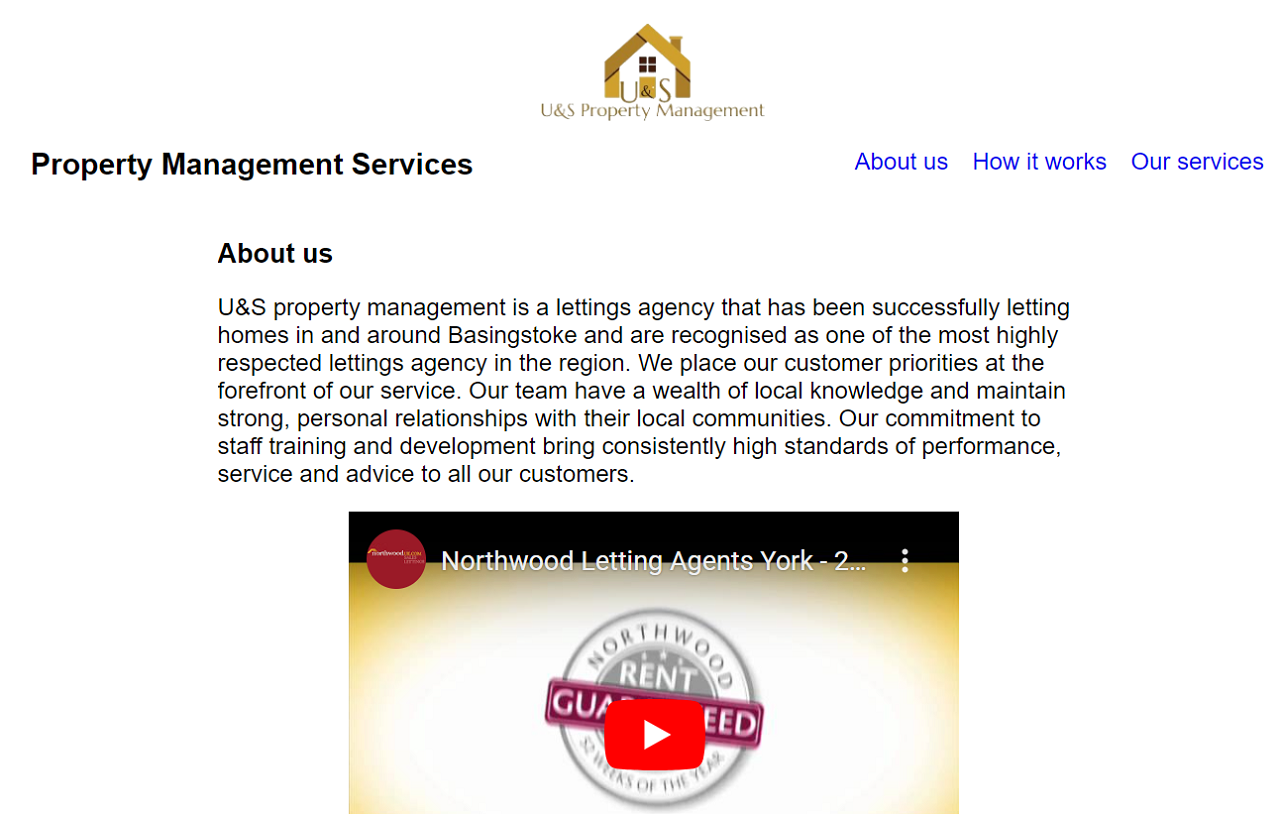 U&S
U&S Property Management
Property Management Services
About us How it works Our services
About us
U&S property management is a lettings agency that has been successfully letting
homes in and around Basingstoke and are recognised as one of the most highly
respected lettings agency in the region. We place our customer priorities at the
forefront of our service. Our team have a wealth of local knowledge and maintain
strong, personal relationships with their local communities. Our commitment to
staff training and development bring consistently high standards of performance,
service and advice to all our customers.
northwoodUK.COM
Northwood Letting Agents York - 2...
NORTHWOOD
RENT
GUA EED
52 WEEKS OF THE YEAR